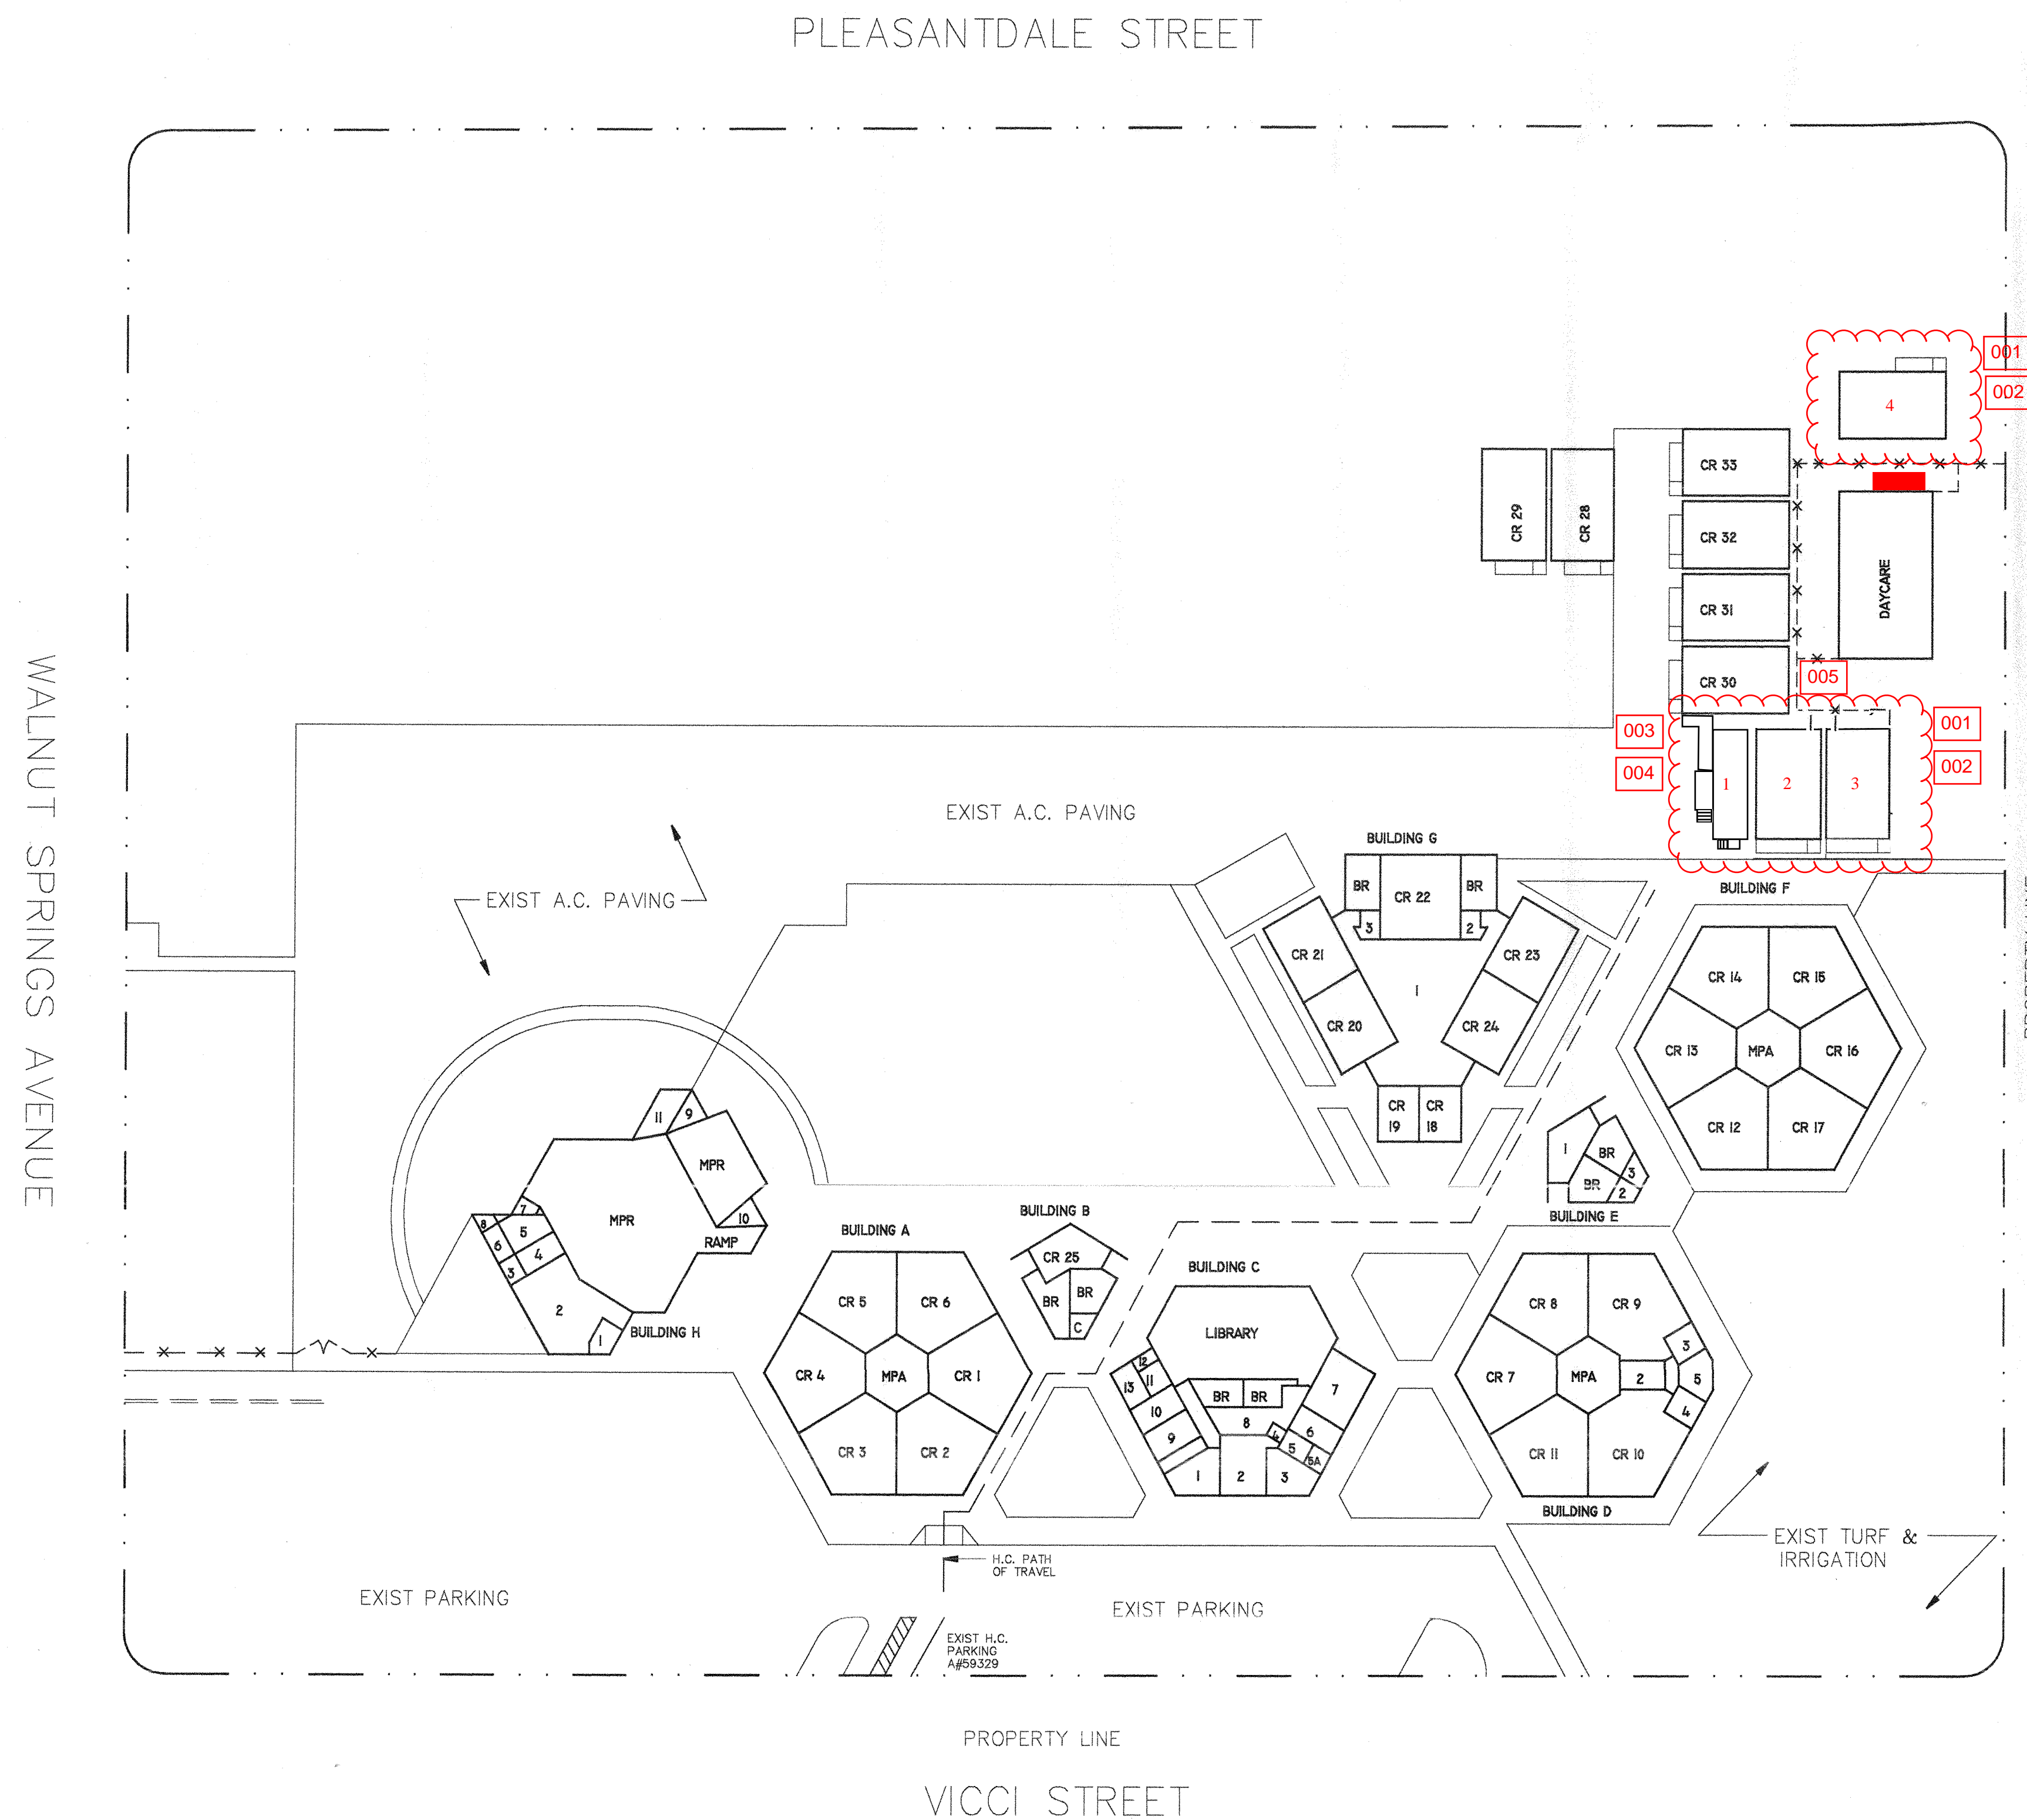 PLEASANTDALE STREET
001
002
4
CR 33
CR 32
CR 31
CR 30
CR 29
CR 28
DAYCARE
005
003
004
001
002
1
2
3
WALNUT SPRINGS AVENUE
EXIST A.C. PAVING
EXIST A.C. PAVING
BUILDING G
BR
CR 22
BR
3
2
CR 21
CR 23
1
CR 20
CR 24
CR
19
CR
18
BUILDING F
CR 14
CR 15
CR 13
MPA
CR 16
CR 12
CR 17
1
BR
3
BR
2
BUILDING E
11
9
MPR
MPR
10
RAMP
7
8
5
6
4
3
2
1
BUILDING H
BUILDING A
CR 5
CR 6
CR 4
MPA
CR 1
CR 3
CR 2
BUILDING B
CR 25
BR
BR
C
BUILDING C
LIBRARY
12
11
13
10
9
BR
BR
8
7
6
4
5
5A
1
2
3
CR 8
CR 9
3
CR 7
MPA
2
5
4
CR 11
CR 10
BUILDING D
EXIST TURF &
IRRIGATION
H.C. PATH
OF TRAVEL
EXIST PARKING
EXIST PARKING
EXIST H.C.
PARKING
A#59329
PROPERTY LINE
VICCI STREET